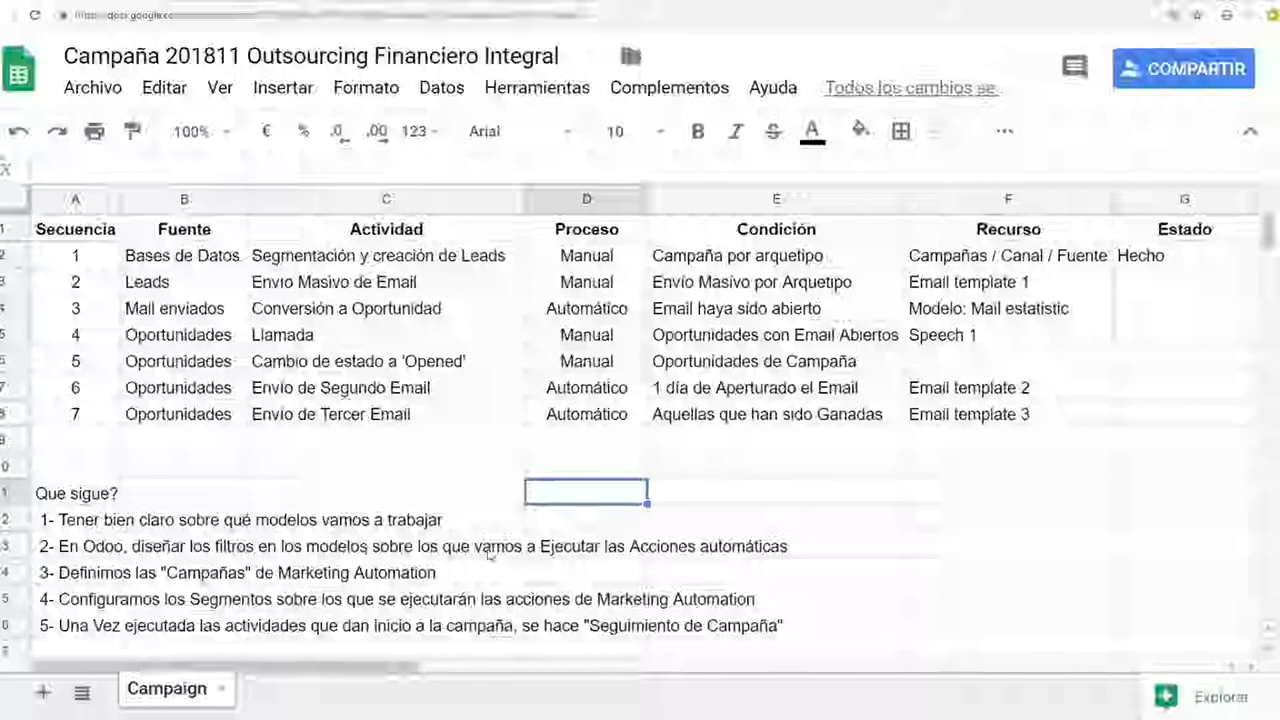 Campaña 201811 Outsourcing Financiero Integral
COMPARTIR
Archivo Editar Ver Insertar Formato Datos Herramientas Complementos Ayuda Todos los cambios se
100% € % .0 .00 123 Arial 10 B I S A
A B C D E F G
Secuencia Fuente Actividad Proceso Condición Recurso Estado
1 Bases de Datos Segmentación y creación de Leads Manual Campaña por arquetipo Campañas / Canal / Fuente Hecho
2 Leads Envío Masivo de Email Manual Envío Masivo por Arquetipo Email template 1
3 Mail enviados Conversión a Oportunidad Automático Email haya sido abierto Modelo: Mail estatistic
4 Oportunidades Llamada Manual Oportunidades con Email Abiertos Speech 1
5 Oportunidades Cambio de estado a 'Opened' Manual Oportunidades de Campaña
6 Oportunidades Envío de Segundo Email Automático 1 día de Aperturado el Email Email template 2
7 Oportunidades Envío de Tercer Email Automático Aquellas que han sido Ganadas Email template 3
Que sigue?
1- Tener bien claro sobre qué modelos vamos a trabajar
2- En Odoo, diseñar los filtros en los modelos sobre los que vamos a Ejecutar las Acciones automáticas
3- Definimos las "Campañas" de Marketing Automation
4- Configuramos los Segmentos sobre los que se ejecutarán las acciones de Marketing Automation
5- Una Vez ejecutada las actividades que dan inicio a la campaña, se hace "Seguimiento de Campaña"
Campaign
Explorar